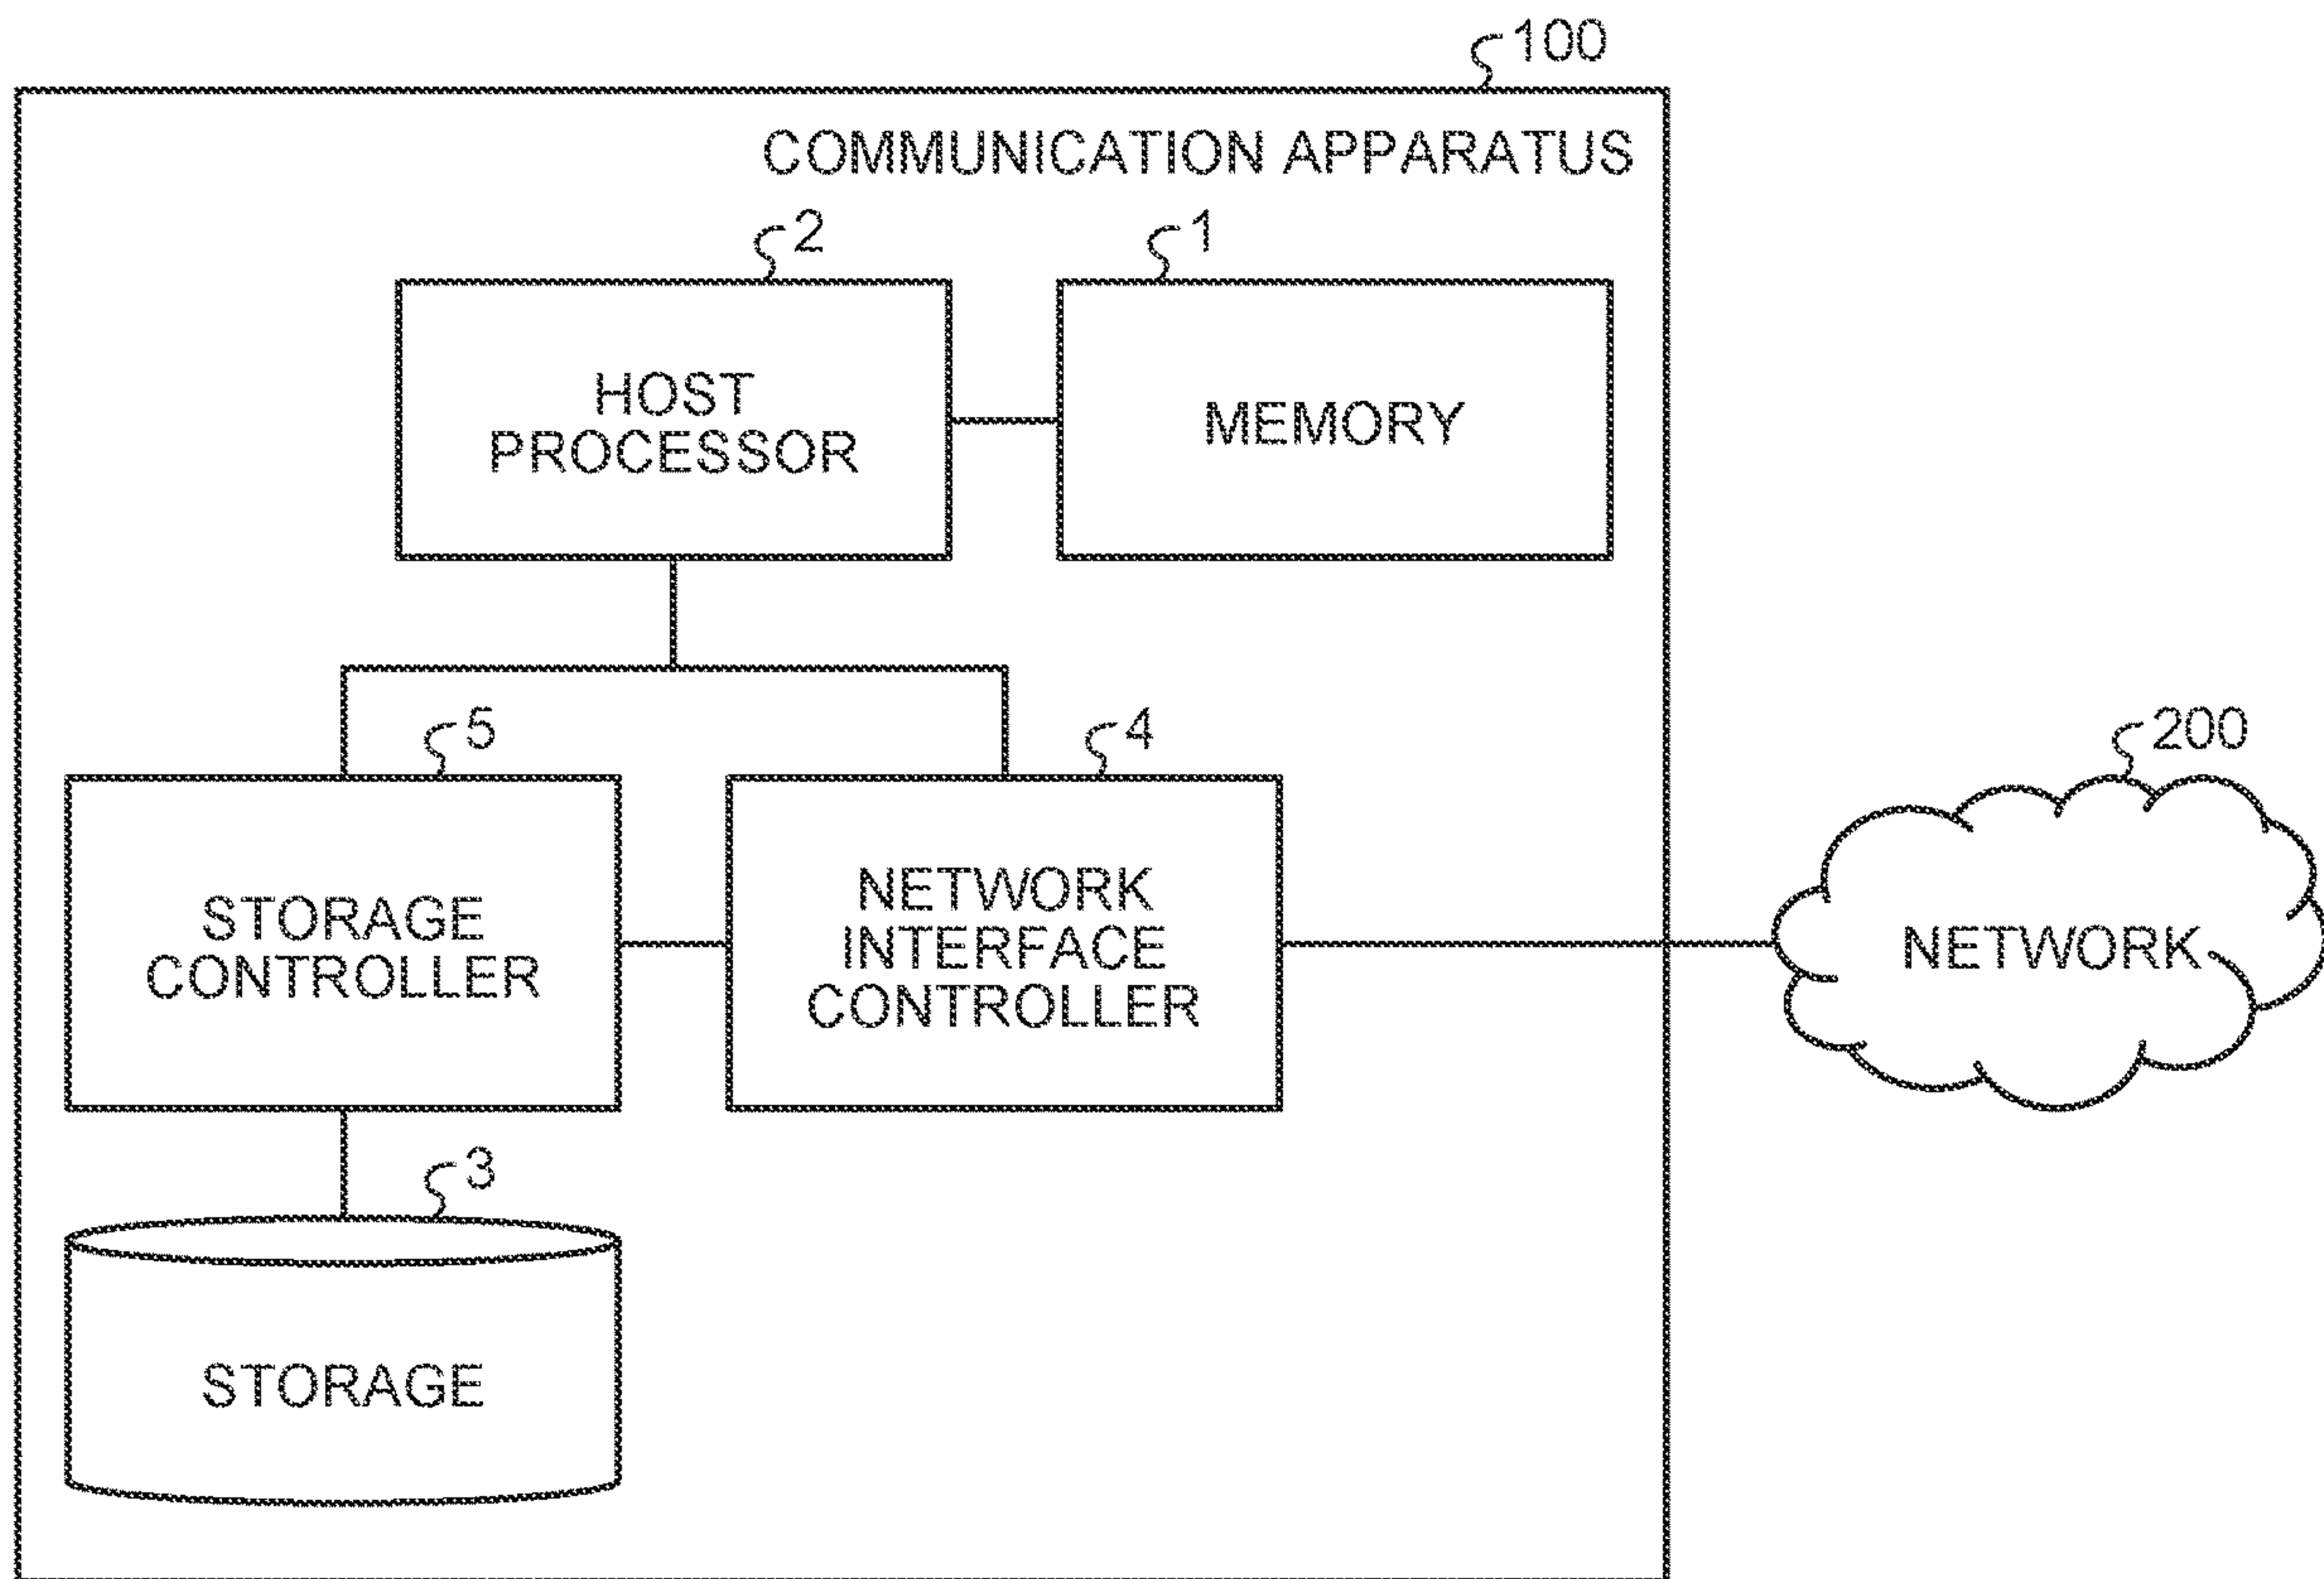 100
COMMUNICATION APPARATUS
2
1
HOST
PROCESSOR
MEMORY
5
4
200
STORAGE
CONTROLLER
NETWORK
INTERFACE
CONTROLLER
NETWORK
3
STORAGE